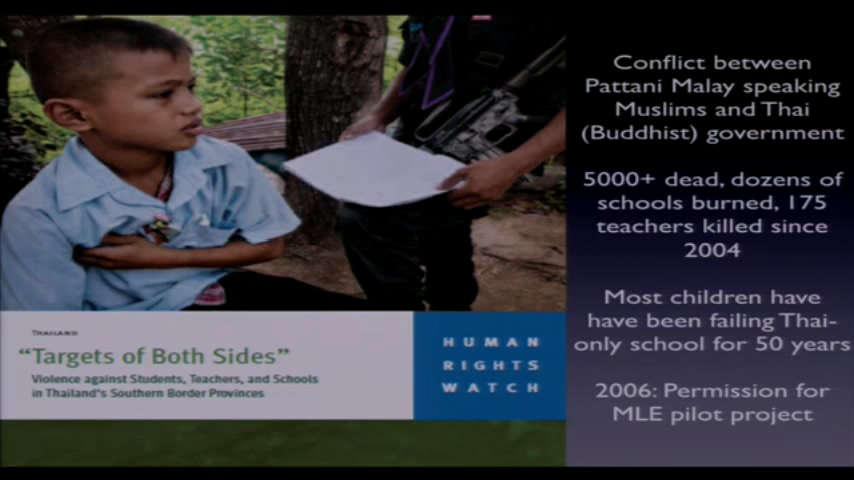 THAILAND
"Targets of Both Sides"
Violence against Students, Teachers, and Schools
in Thailand's Southern Border Provinces
HUMAN
RIGHTS
WATCH
Conflict between
Pattani Malay speaking
Muslims and Thai
(Buddhist) government
5000+ dead, dozens of
schools burned, 175
teachers killed since
2004
Most children have
have been failing Thai-
only school for 50 years
2006: Permission for
MLE pilot project